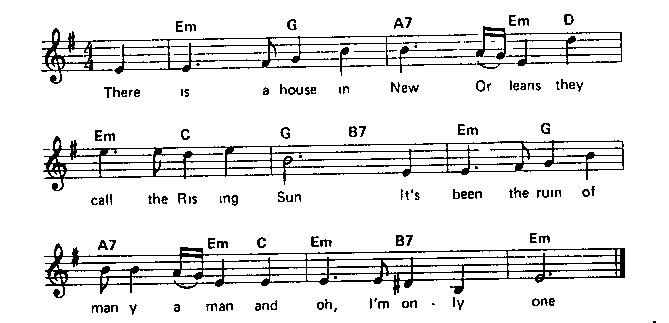 Em G A7 Em D
There is a house in New Or leans they
Em C G B7 Em G
call the Ris ing Sun It's been the ruin of
A7 Em C Em B7 Em
man y a man and oh, I'm on - ly one